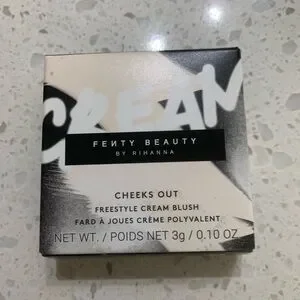 CREAM
FEИTY BEAUTY
BY RIHANNA
CHEEKS OUT
FREESTYLE CREAM BLUSH
FARD À JOUES CRÈME POLYVALENT
NET WT. / POIDS NET 3g / 0.10 OZ